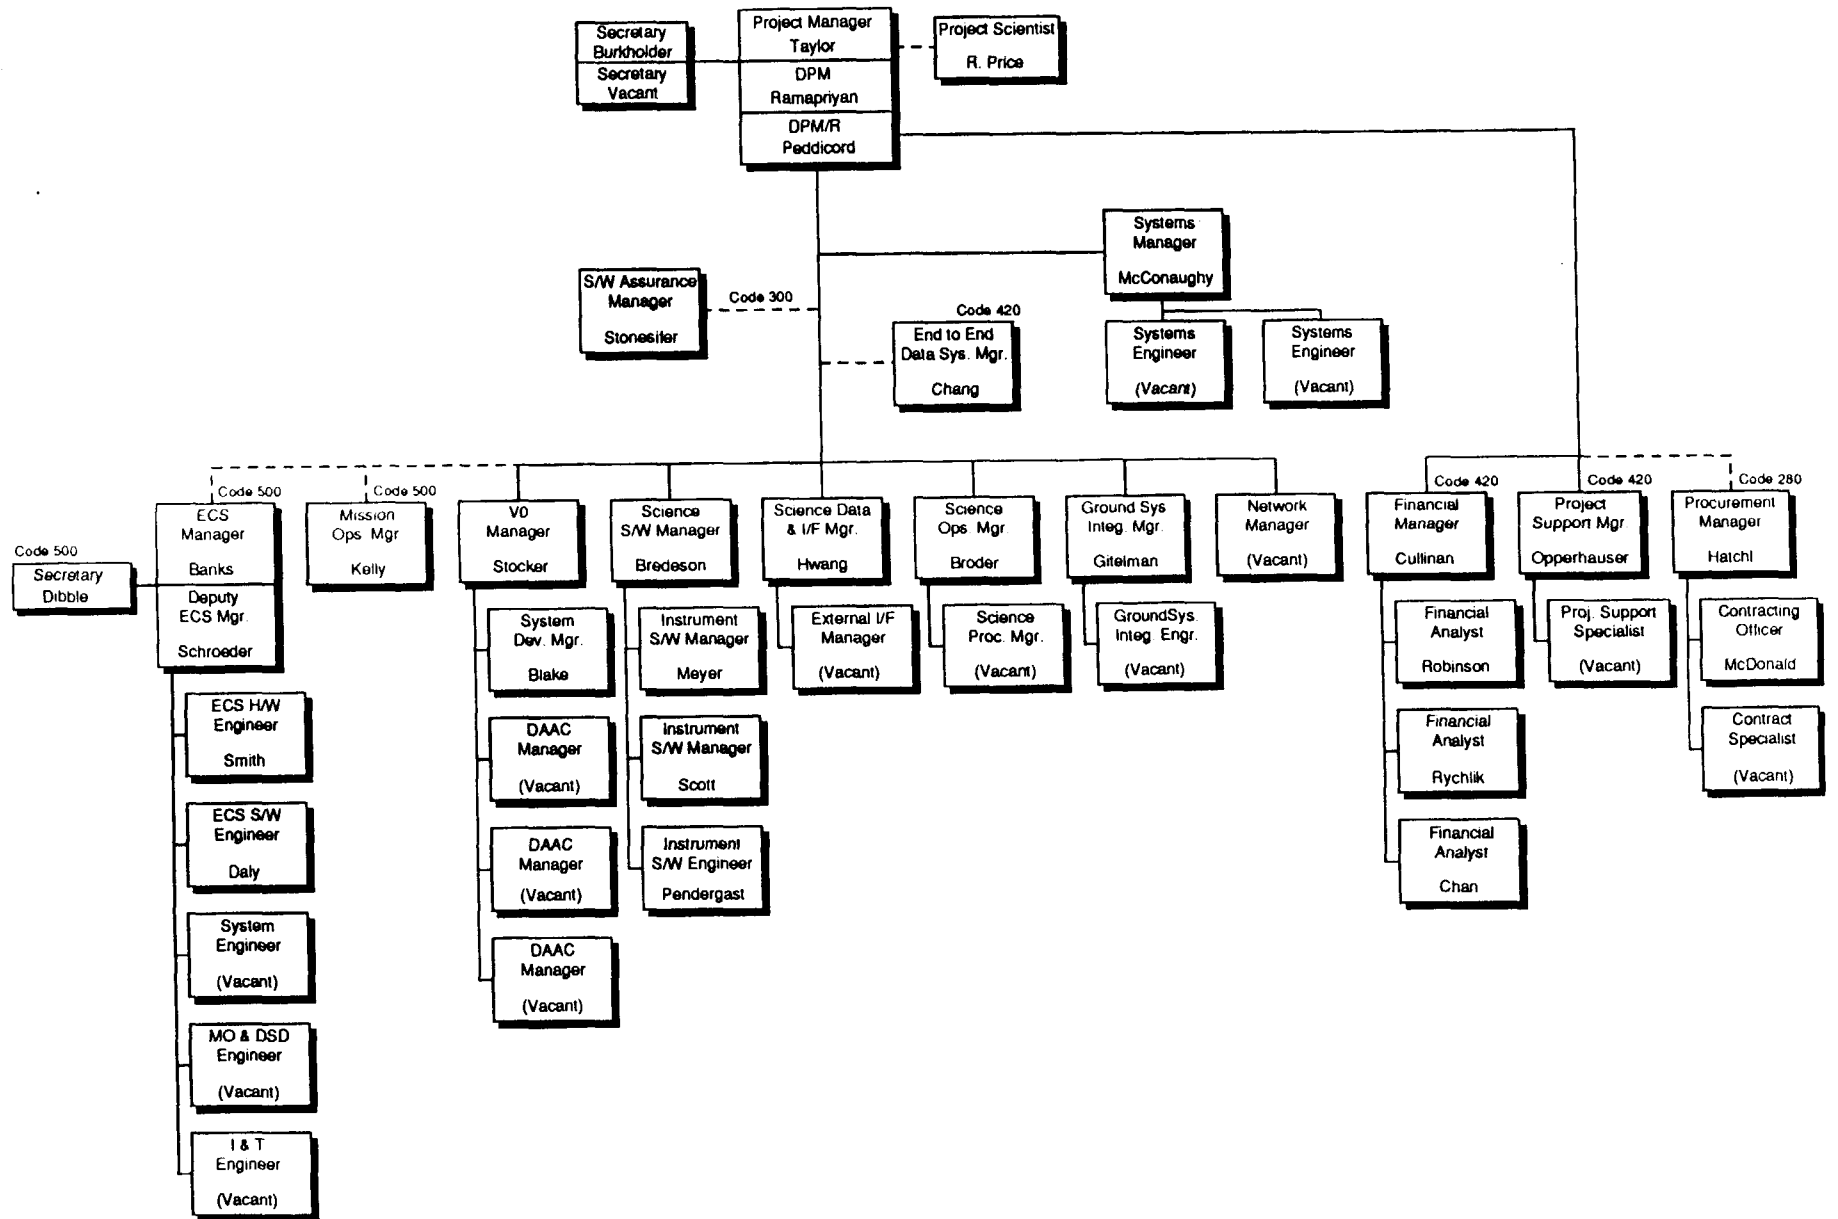 Secretary
Burkholder
Secretary
Vacant
Project Manager
Taylor
DPM
Ramapriyan
DPM/R
Peddicord
Project Scientist
R. Price
Systems
Manager
McConaughy
S/W Assurance
Manager
Stonesifer
Code 300
Code 420
End to End
Data Sys. Mgr.
Chang
Systems
Engineer
(Vacant)
Systems
Engineer
(Vacant)
Code 500
ECS
Manager
Banks
Deputy
ECS Mgr.
Schroeder
Code 500
Secretary
Dibble
Code 500
Mission
Ops Mgr
Kelly
V0
Manager
Stocker
Science
S/W Manager
Bredeson
Science Data
& I/F Mgr.
Hwang
Science
Ops. Mgr.
Broder
Ground Sys
Integ. Mgr.
Gitelman
Network
Manager
(Vacant)
Code 420
Financial
Manager
Cullinan
Code 420
Project
Support Mgr.
Opperhauser
Code 280
Procurement
Manager
Hatchl
ECS H/W
Engineer
Smith
ECS S/W
Engineer
Daly
System
Engineer
(Vacant)
MO & DSD
Engineer
(Vacant)
I & T
Engineer
(Vacant)
System
Dev. Mgr.
Blake
DAAC
Manager
(Vacant)
DAAC
Manager
(Vacant)
DAAC
Manager
(Vacant)
Instrument
S/W Manager
Meyer
Instrument
S/W Manager
Scott
Instrument
S/W Engineer
Pendergast
External I/F
Manager
(Vacant)
Science
Proc. Mgr.
(Vacant)
GroundSys.
Integ. Engr.
(Vacant)
Financial
Analyst
Robinson
Financial
Analyst
Rychlik
Financial
Analyst
Chan
Proj. Support
Specialist
(Vacant)
Contracting
Officer
McDonald
Contract
Specialist
(Vacant)